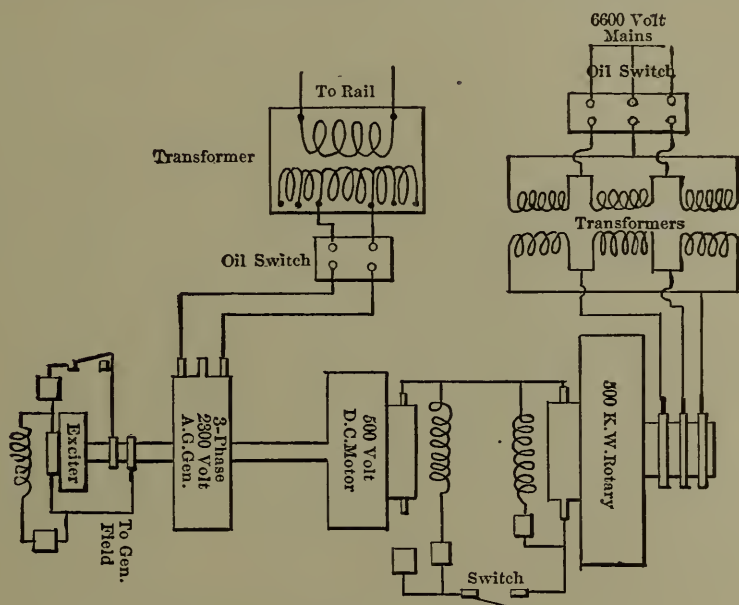 6600 Volt
Mains
Oil Switch
To Rail
Transformer
Transformers
Oil Switch
Exciter
To Gen.
Field
3-Phase
2300 Volt
A.G.Gen.
500 Volt
D.C.Motor
500 K.W.Rotary
Switch